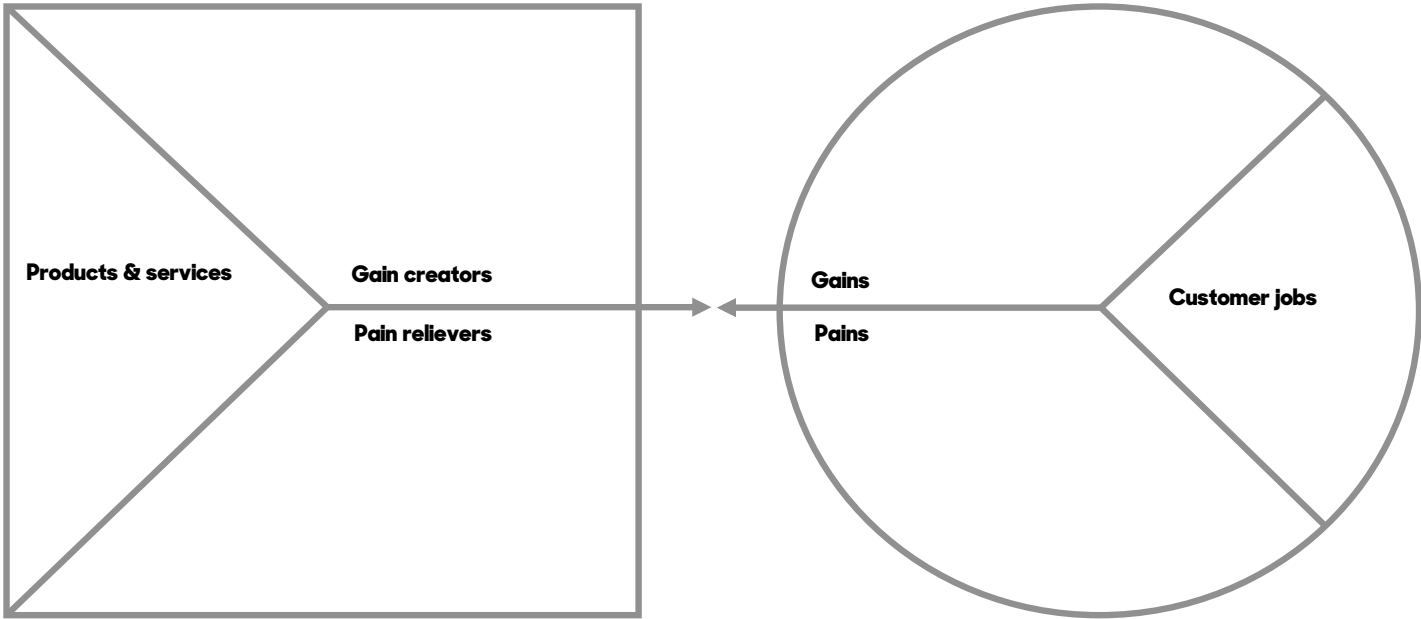 Products & services
Gain creators
Pain relievers
Gains
Pains
Customer jobs